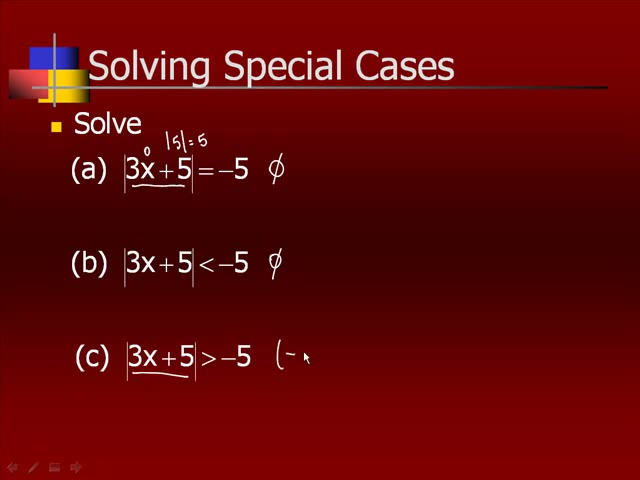 Solving Special Cases
Solve
0 |5|=5
(a) |3x+5|=−5 ∅
(b) |3x+5|<−5 ∅
(c) |3x+5|>−5 (−